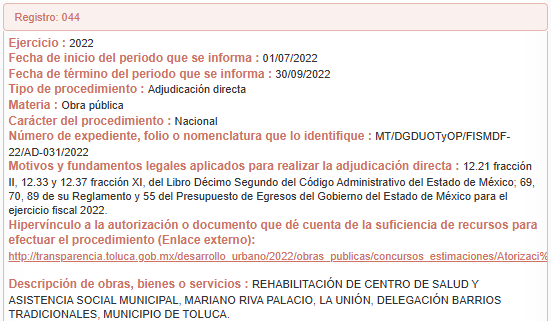 Registro: 044
Ejercicio : 2022
Fecha de inicio del periodo que se informa : 01/07/2022
Fecha de término del periodo que se informa : 30/09/2022
Tipo de procedimiento : Adjudicación directa
Materia : Obra pública
Carácter del procedimiento : Nacional
Número de expediente, folio o nomenclatura que lo identifique : MT/DGDUOTyOP/FISMDF-
22/AD-031/2022
Motivos y fundamentos legales aplicados para realizar la adjudicación directa : 12.21 fracción
II, 12.33 y 12.37 fracción XI, del Libro Décimo Segundo del Código Administrativo del Estado de México; 69,
70, 89 de su Reglamento y 55 del Presupuesto de Egresos del Gobierno del Estado de México para el
ejercicio fiscal 2022.
Hipervínculo a la autorización o documento que dé cuenta de la suficiencia de recursos para
efectuar el procedimiento (Enlace externo):
http://transparencia.toluca.gob.mx/desarrollo_urbano/2022/obras_publicas/concursos_estimaciones/Atorizaci%
Descripción de obras, bienes o servicios : REHABILITACIÓN DE CENTRO DE SALUD Y
ASISTENCIA SOCIAL MUNICIPAL, MARIANO RIVA PALACIO, LA UNIÓN, DELEGACIÓN BARRIOS
TRADICIONALES, MUNICIPIO DE TOLUCA.